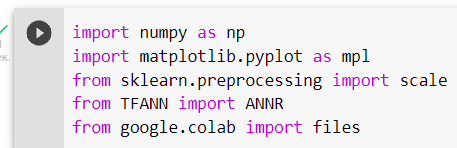 import numpy as np
import matplotlib.pyplot as mpl
from sklearn.preprocessing import scale
from TFANN import ANNR
from google.colab import files